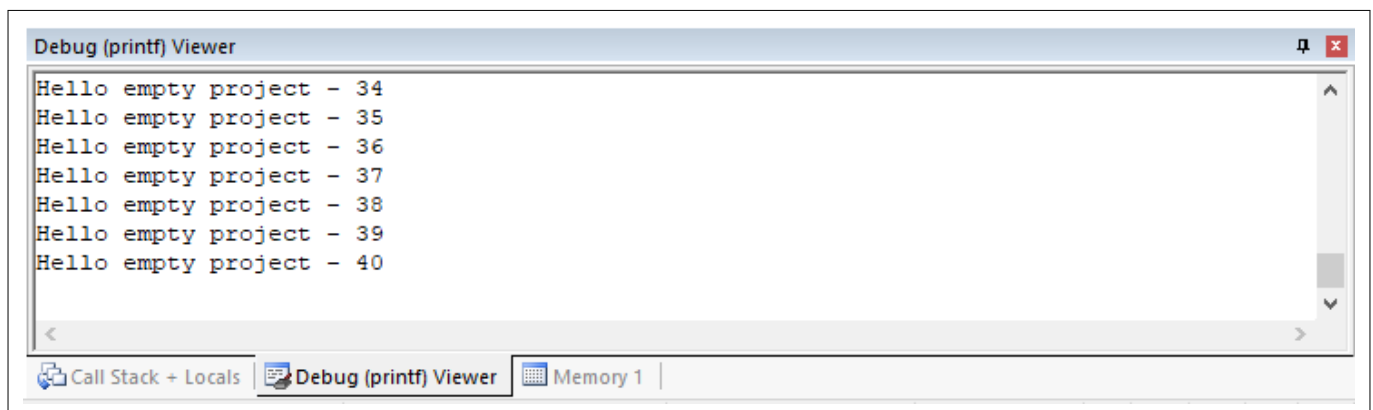 Debug (printf) Viewer
Hello empty project - 34
Hello empty project - 35
Hello empty project - 36
Hello empty project - 37
Hello empty project - 38
Hello empty project - 39
Hello empty project - 40
Call Stack + Locals Debug (printf) Viewer Memory 1